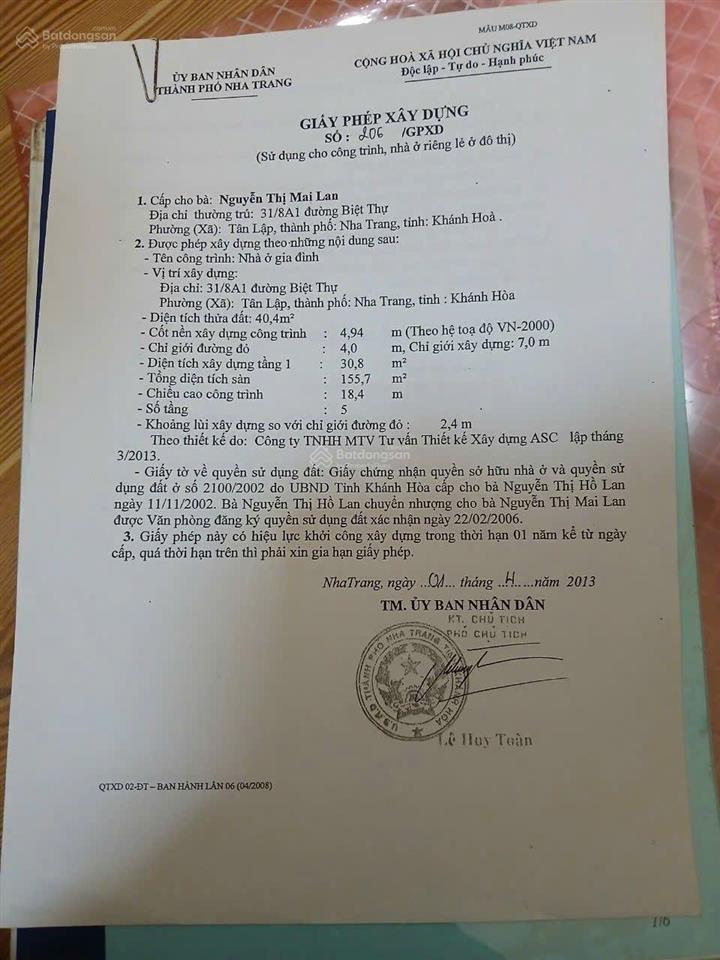 MẪU M08-QTXD
ỦY BAN NHÂN DÂN
THÀNH PHỐ NHA TRANG
CỘNG HOÀ XÃ HỘI CHỦ NGHĨA VIỆT NAM
Độc lập - Tự do - Hạnh phúc
GIẤY PHÉP XÂY DỰNG
SỐ : 206 /GPXD
(Sử dụng cho công trình, nhà ở riêng lẻ ở đô thị)
1. Cấp cho bà: Nguyễn Thị Mai Lan
Địa chỉ thường trú: 31/8A1 đường Biệt Thự
Phường (Xã): Tân Lập, thành phố: Nha Trang, tỉnh: Khánh Hoà .
2. Được phép xây dựng theo những nội dung sau:
- Tên công trình: Nhà ở gia đình
- Vị trí xây dựng:
Địa chỉ: 31/8A1 đường Biệt Thự
Phường (Xã): Tân Lập, thành phố: Nha Trang, tỉnh : Khánh Hòa
- Diện tích thửa đất: 40,4m²
- Cốt nền xây dựng công trình : 4,94 m (Theo hệ toạ độ VN-2000)
- Chỉ giới đường đỏ : 4,0 m, Chỉ giới xây dựng: 7,0 m
- Diện tích xây dựng tầng 1 : 30,8 m²
- Tổng diện tích sàn : 155,7 m²
- Chiều cao công trình : 18,4 m
- Số tầng : 5
- Khoảng lùi xây dựng so với chỉ giới đường đỏ : 2,4 m
Theo thiết kế do: Công ty TNHH MTV Tư vấn Thiết kế Xây dựng ASC lập tháng
3/2013.
- Giấy tờ về quyền sử dụng đất: Giấy chứng nhận quyền sở hữu nhà ở và quyền sử
dụng đất ở số 2100/2002 do UBND Tỉnh Khánh Hòa cấp cho bà Nguyễn Thị Hồ Lan
ngày 11/11/2002. Bà Nguyễn Thị Hồ Lan chuyển nhượng cho bà Nguyễn Thị Mai Lan
được Văn phòng đăng ký quyền sử dụng đất xác nhận ngày 22/02/2006.
3. Giấy phép này có hiệu lực khởi công xây dựng trong thời hạn 01 năm kể từ ngày
cấp, quá thời hạn trên thì phải xin gia hạn giấy phép.
NhaTrang, ngày ..01... tháng ..4.....năm 2013
TM. ỦY BAN NHÂN DÂN
KT. CHỦ TỊCH
PHÓ CHỦ TỊCH
U.B.N.D THÀNH PHỐ NHA TRANG TỈNH KHÁNH HÒA
Lê Huy Toàn
QTXD 02-ĐT – BAN HÀNH LẦN 06 (04/2008)
1/6
Batdongsan
.com.vn
by PropertyGuru
Batdongsan
by PropertyGuru